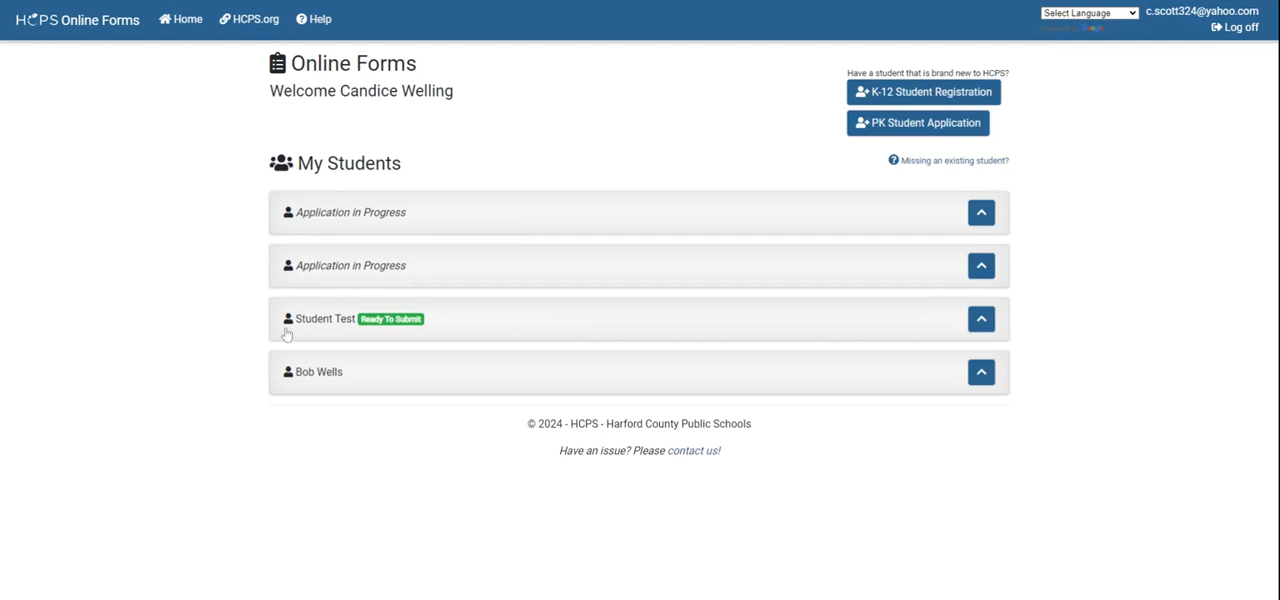 HCPS Online Forms
Home
HCPS.org
Help
Select Language
c.scott324@yahoo.com
Log off
Online Forms
Welcome Candice Welling
Have a student that is brand new to HCPS?
K-12 Student Registration
PK Student Application
My Students
Missing an existing student?
Application in Progress
Application in Progress
Student Test Ready To Submit
Bob Wells
© 2024 - HCPS - Harford County Public Schools
Have an issue? Please contact us!